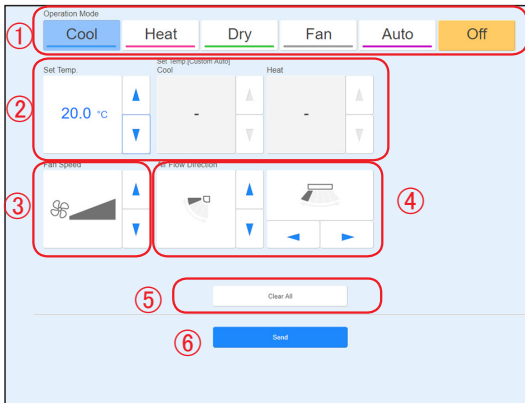 Operation Mode
① Cool Heat Dry Fan Auto Off
Set Temp. Set Temp.[Custom Auto]
Cool Heat
② 20.0 °C - -
Fan Speed Air Flow Direction
③ ④
⑤ Clear All
⑥ Send